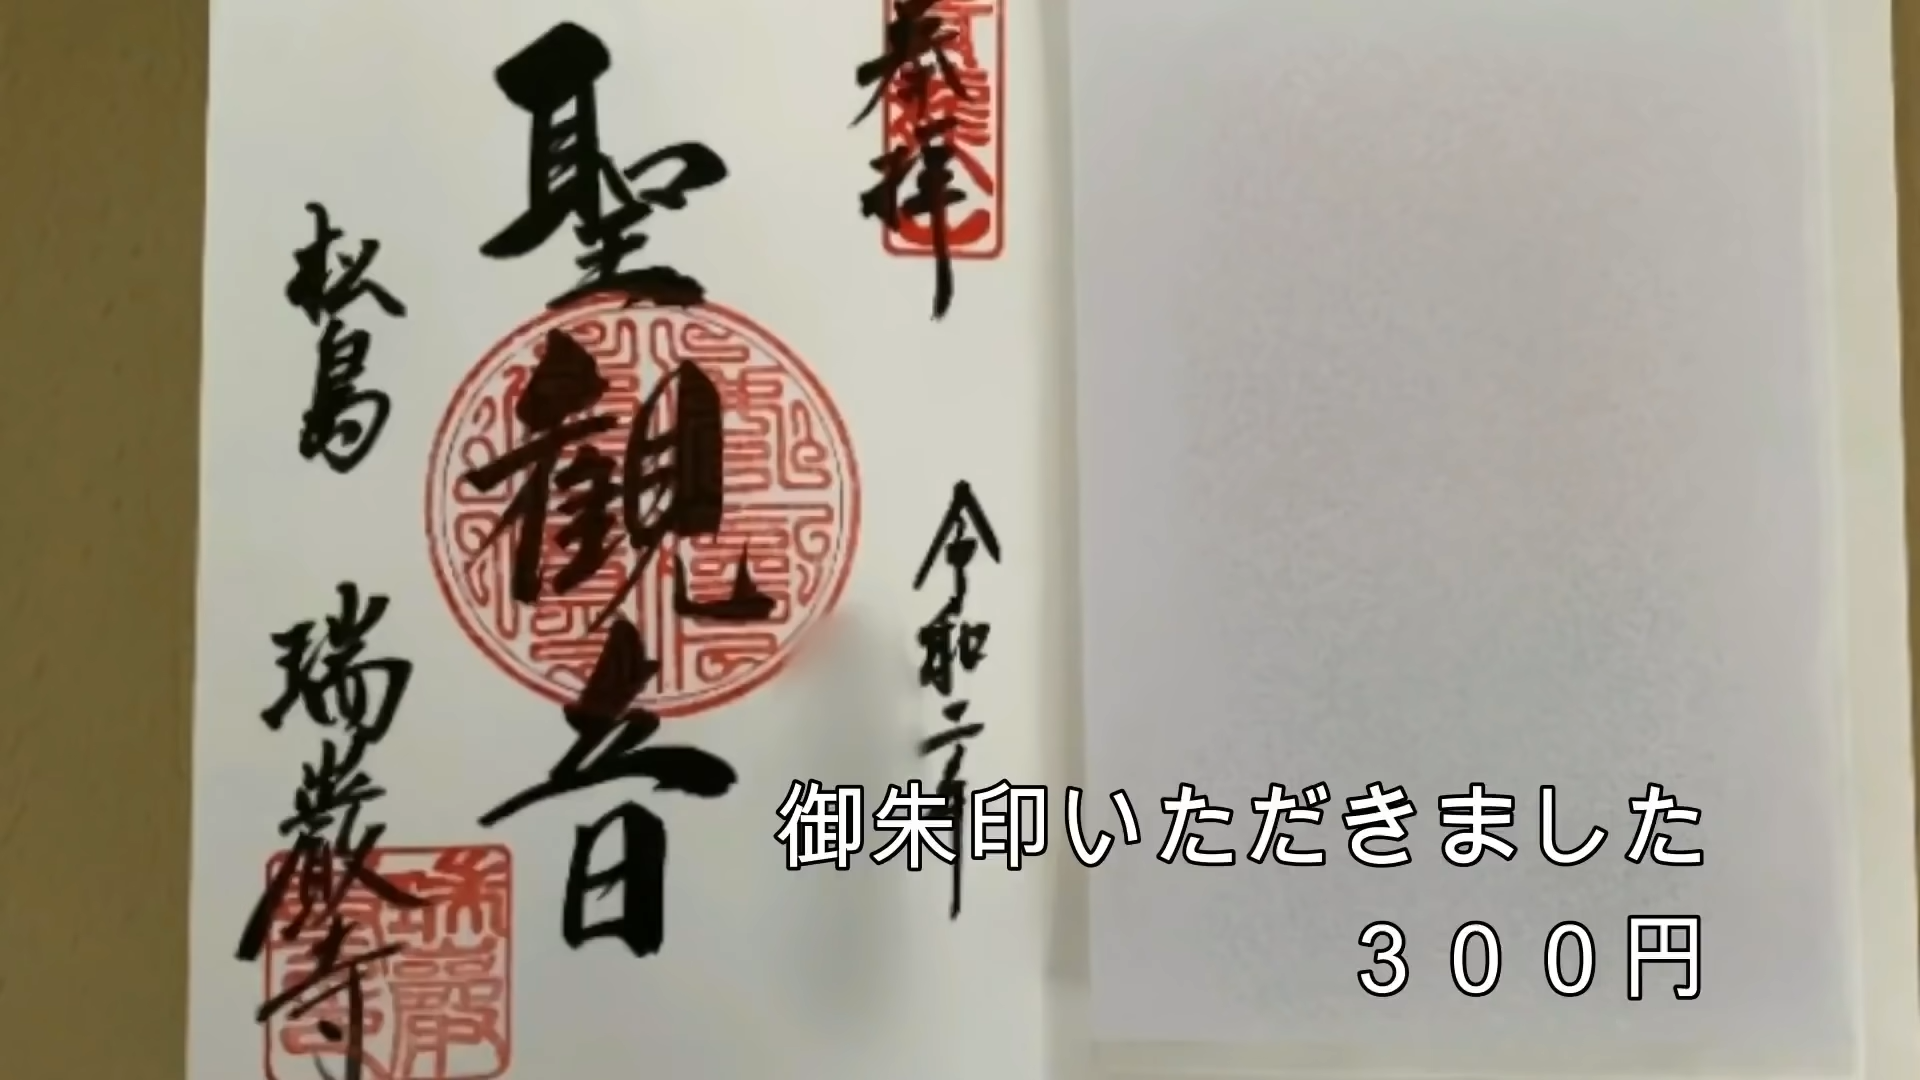 奉拝
令和二年
聖観音
松島 瑞巌寺
御朱印いただきました
３００円